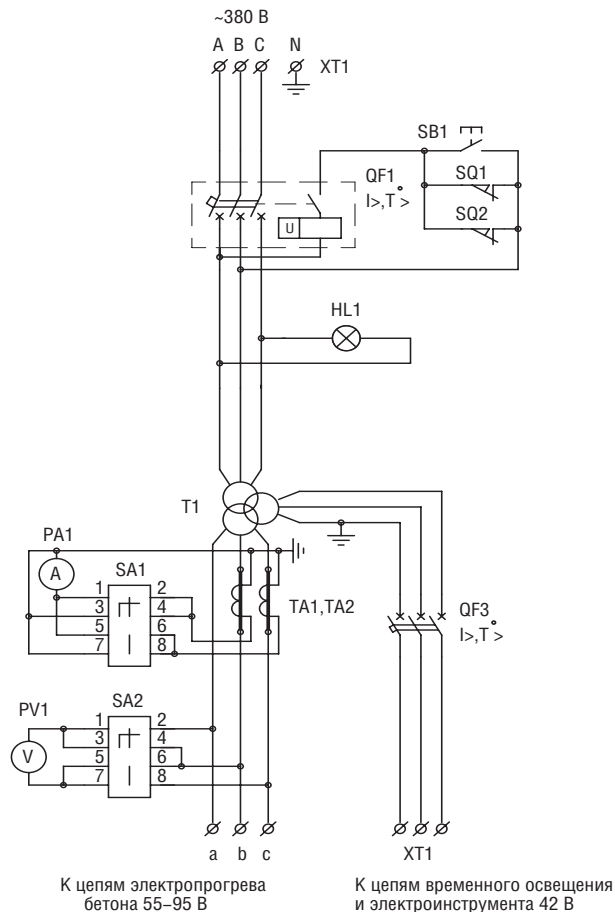 ~380 В
A B C N
XT1
SB1
QF1
I>,T°>
SQ1
SQ2
U
HL1
T1
PA1
A
SA1
1 2
3 4
5 6
7 8
TA1,TA2
QF3
I>,T°>
PV1
V
SA2
1 2
3 4
5 6
7 8
a b c
XT1
К цепям электропрогрева
бетона 55–95 В
К цепям временного освещения
и электроинструмента 42 В